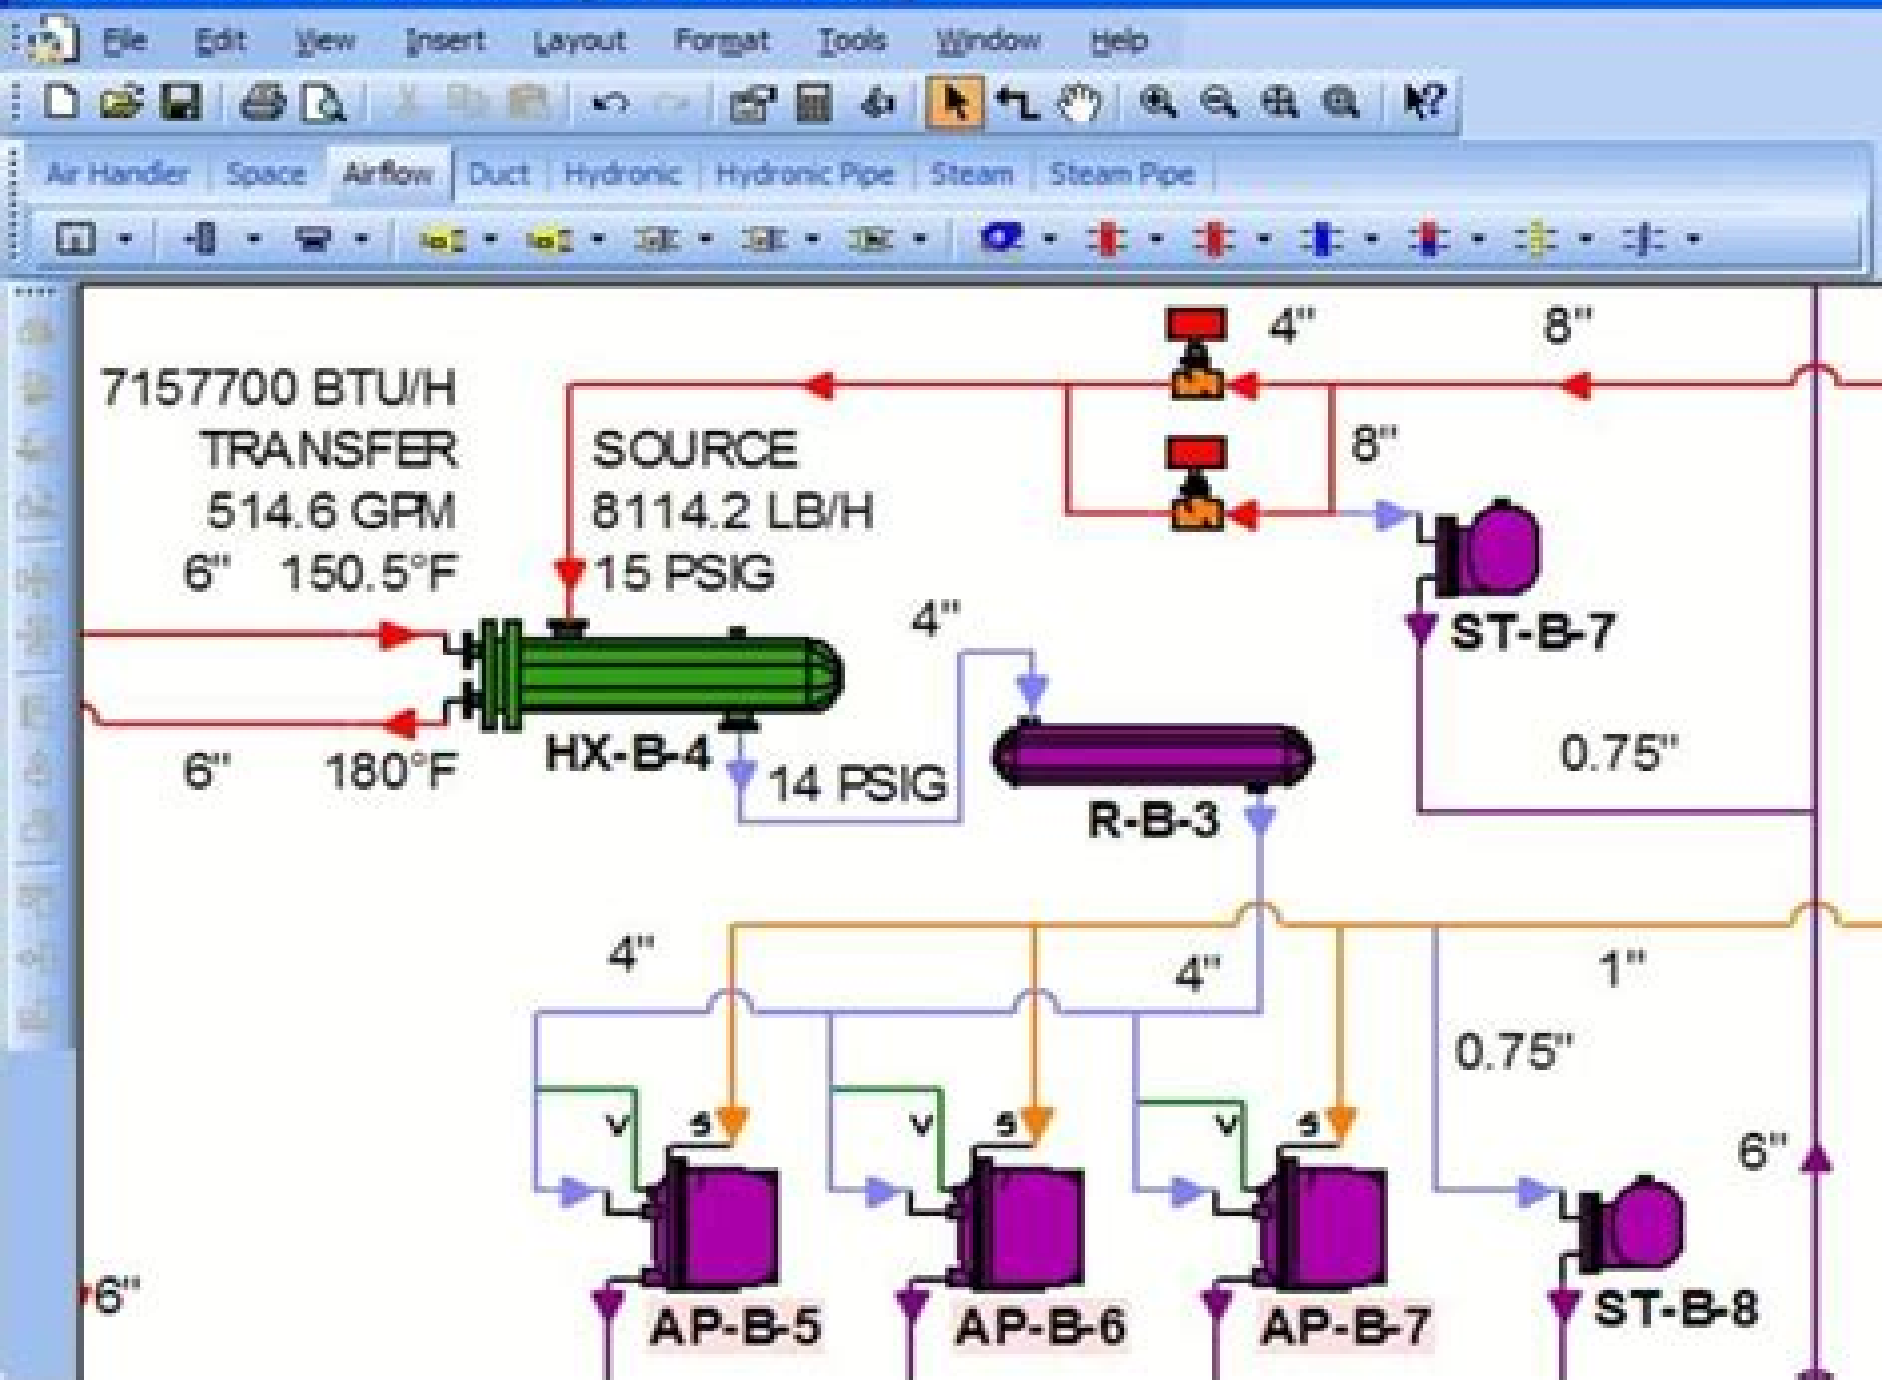 File Edit View Insert Layout Format Tools Window Help
Air Handler Space Airflow Duct Hydronic Hydronic Pipe Steam Steam Pipe
4" 8"
7157700 BTU/H
TRANSFER SOURCE 8"
514.6 GPM 8114.2 LB/H
6" 150.5°F 15 PSIG
4" ST-B-7
6" 180°F HX-B-4 14 PSIG 0.75"
R-B-3
4" 4" 1"
0.75"
V S V S V S 6"
6" AP-B-5 AP-B-6 AP-B-7 ST-B-8